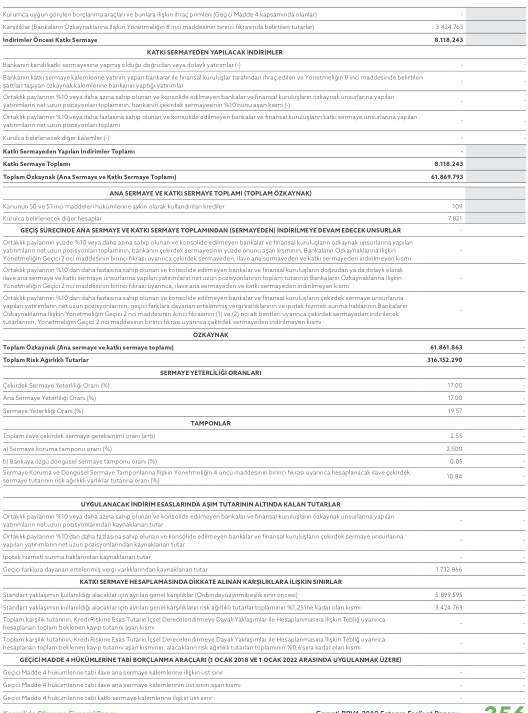 Kurumca uygun görülen borçlanma araçları ve bunlara ilişkin ihraç primleri (Geçici Madde 4 kapsamında olanlar) - 
Karşılıklar (Bankaların Özkaynaklarına İlişkin Yönetmeliğin 8 inci maddesinin birinci fıkrasında belirtilen tutarlar) 3.424.763
İndirimler Öncesi Katkı Sermaye 8.118.243
KATKI SERMAYEDEN YAPILACAK İNDİRİMLER
Bankanın kendi katkı sermayesine yapmış olduğu doğrudan veya dolaylı yatırımlar (-) - -
Bankanın katkı sermaye kalemlerine yatırım yapan bankalar ile finansal kuruluşlar tarafından ihraç edilen ve Yönetmeliğin 8 inci maddesinde belirtilen
şartları taşıyan özkaynak kalemlerine bankanın yaptığı yatırımlar - -
Ortaklık paylarının %10 veya daha azına sahip olunan ve konsolide edilmeyen bankalar ve finansal kuruluşların özkaynak unsurlarına yapılan
yatırımların net uzun pozisyonları toplamının, bankanın çekirdek sermayesinin %10'nunu aşan kısmı (-) - -
Ortaklık paylarının %10 veya daha fazlasına sahip olunan ve konsolide edilmeyen bankalar ve finansal kuruluşların katkı sermaye unsurlarına yapılan
yatırımların net uzun pozisyonları toplamı - -
Kurulca belirlenecek diğer kalemler (-) - -
Katkı Sermayeden Yapılan İndirimler Toplamı -
Katkı Sermaye Toplamı 8.118.243
Toplam Özkaynak (Ana Sermaye ve Katkı Sermaye Toplamı) 61.869.793
ANA SERMAYE VE KATKI SERMAYE TOPLAMI (TOPLAM ÖZKAYNAK)
Kanunun 50 ve 51 inci maddeleri hükümlerine aykırı olarak kullandırılan krediler 109
Kurulca belirlenecek diğer hesaplar 7.821
GEÇİŞ SÜRECİNDE ANA SERMAYE VE KATKI SERMAYE TOPLAMINDAN (SERMAYEDEN) İNDİRİLMEYE DEVAM EDECEK UNSURLAR - -
Ortaklık paylarının yüzde %10 veya daha azına sahip olunan ve konsolide edilmeyen bankalar ve finansal kuruluşların özkaynak unsurlarına yapılan
yatırımların net uzun pozisyonları toplamının, bankanın çekirdek sermayesinin yüzde onunu aşan kısmının, Bankaların Özkaynaklarına İlişkin
Yönetmeliğin Geçici 2 nci maddesinin birinci fıkrası uyarınca çekirdek sermayeden, ilave ana sermayeden ve katkı sermayeden indirilmeyen kısmı - -
Ortaklık paylarının %10'dan daha fazlasına sahip olunan ve konsolide edilmeyen bankalar ve finansal kuruluşların doğrudan ya da dolaylı olarak
ilave ana sermaye ve katkı sermaye unsurlarına yapılan yatırımların net uzun pozisyonlarının toplam tutarının Bankaların Özkaynaklarına İlişkin
Yönetmeliğin Geçici 2 nci maddesinin birinci fıkrası uyarınca, ilave ana sermayeden ve katkı sermayeden indirilmeyen kısmı - -
Ortaklık paylarının %10'dan daha fazlasına sahip olunan ve konsolide edilmeyen bankalar ve finansal kuruluşların çekirdek sermaye unsurlarına
yapılan yatırımların net uzun pozisyonlarının, geçici farklara dayanan ertelenmiş vergi varlıklarının ve ipotek hizmeti sunma haklarının Bankaların
Özkaynaklarına İlişkin Yönetmeliğin Geçici 2 nci maddesinin ikinci fıkrasının (1) ve (2) nci alt bentleri uyarınca çekirdek sermayeden indirilecek
tutarlarının, Yönetmeliğin Geçici 2 nci maddesinin birinci fıkrası uyarınca çekirdek sermayeden indirilmeyen kısmı - -
ÖZKAYNAK
Toplam Özkaynak (Ana sermaye ve katkı sermaye toplamı) 61.861.863 -
Toplam Risk Ağırlıklı Tutarlar 316.152.290 -
SERMAYE YETERLİLİĞİ ORANLARI
Çekirdek Sermaye Yeterliliği Oranı (%) 17.00 -
Ana Sermaye Yeterliliği Oranı (%) 17.00 -
Sermaye Yeterliliği Oranı (%) 19.57 -
TAMPONLAR
Toplam ilave çekirdek sermaye gereksinimi oranı (a+b) 2.55 -
a) Sermaye koruma tamponu oranı (%) 2.500 -
b) Bankaya özgü döngüsel sermaye tamponu oranı (%) 0.05 -
Sermaye Koruma ve Döngüsel Sermaye Tamponlarına İlişkin Yönetmeliğin 4 üncü maddesinin birinci fıkrası uyarınca hesaplanacak ilave çekirdek
sermaye tutarının risk ağırlıklı varlıklar tutarına oranı (%) 10.84 -
UYGULANACAK İNDİRİM ESASLARINDA AŞIM TUTARININ ALTINDA KALAN TUTARLAR
Ortaklık paylarının %10 veya daha azına sahip olunan ve konsolide edilmeyen bankalar ve finansal kuruluşların özkaynak unsurlarına yapılan
yatırımların net uzun pozisyonlarından kaynaklanan tutar - -
Ortaklık paylarının %10'dan daha fazlasına sahip olunan ve konsolide edilmeyen bankalar ve finansal kuruluşların çekirdek sermaye unsurlarına
yapılan yatırımların net uzun pozisyonlarından kaynaklanan tutar - -
İpotek hizmeti sunma haklarından kaynaklanan tutar - -
Geçici farklara dayanan ertelenmiş vergi varlıklarından kaynaklanan tutar 1.732.866 -
KATKI SERMAYE HESAPLAMASINDA DİKKATE ALINAN KARŞILIKLARA İLİŞKİN SINIRLAR
Standart yaklaşımın kullanıldığı alacaklar için ayrılan genel karşılıklar (Onbindeyüzyirmibeşlik sınır öncesi) 5.899.595 -
Standart yaklaşımın kullanıldığı alacaklar için ayrılan genel karşılıkların risk ağırlıklı tutarlar toplamının %1,25'ine kadar olan kısmı 3.424.763 -
Toplam karşılık tutarının, Kredi Riskine Esas Tutarın İçsel Derecelendirmeye Dayalı Yaklaşımlar ile Hesaplanmasına İlişkin Tebliğ uyarınca
hesaplanan toplam beklenen kayıp tutarını aşan kısmı - -
Toplam karşılık tutarının, Kredi Riskine Esas Tutarın İçsel Derecelendirmeye Dayalı Yaklaşımlar ile Hesaplanmasına İlişkin Tebliğ uyarınca
hesaplanan toplam beklenen kayıp tutarını aşan kısmının, alacakların risk ağırlıklı tutarları toplamının %0,6'sına kadar olan kısmı - -
GEÇİCİ MADDE 4 HÜKÜMLERİNE TABİ BORÇLANMA ARAÇLARI (1 OCAK 2018 VE 1 OCAK 2022 ARASINDA UYGULANMAK ÜZERE)
Geçici Madde 4 hükümlerine tabi ilave ana sermaye kalemlerine ilişkin üst sınır - -
Geçici Madde 4 hükümlerine tabi ilave ana sermaye kalemlerinin üst sınırı aşan kısmı - -
Geçici Madde 4 hükümlerine tabi katkı sermaye kalemlerine ilişkin üst sınır - -